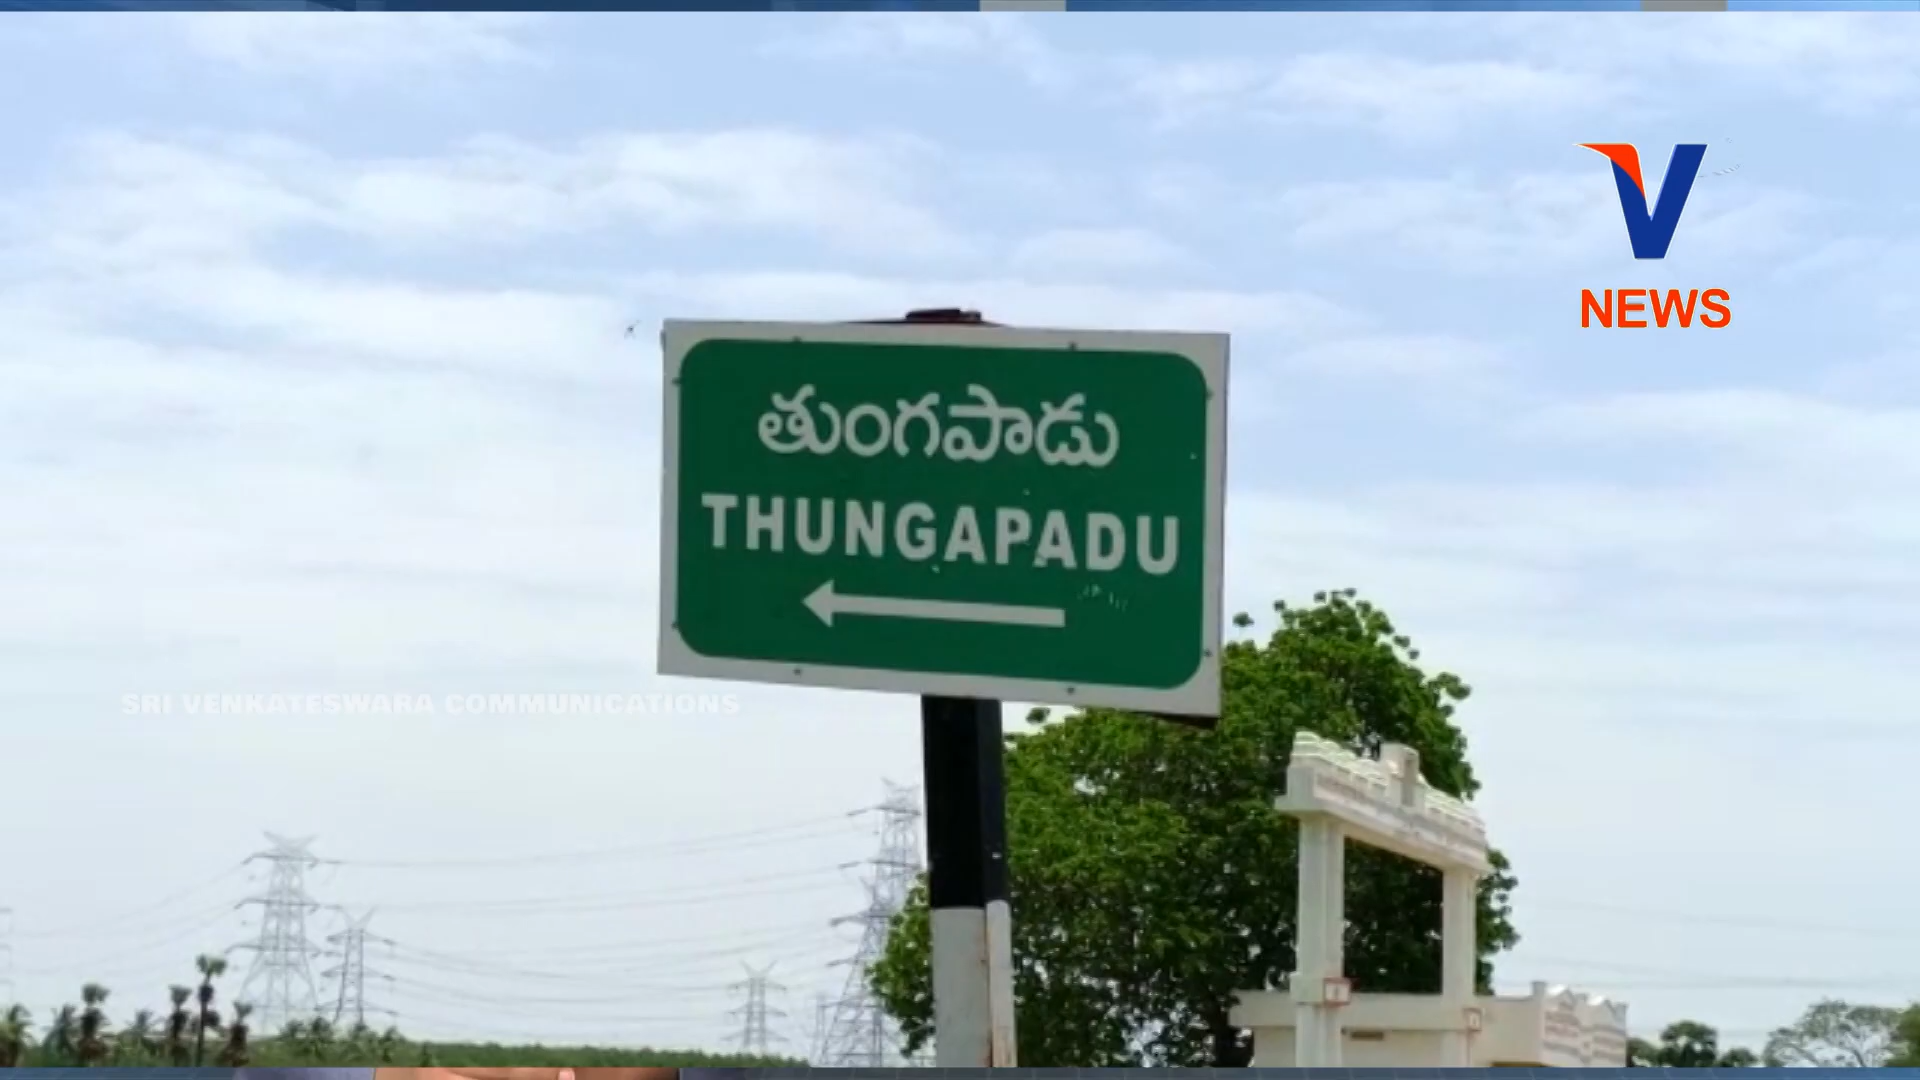 V
NEWS
తుంగపాడు
THUNGAPADU
SRI VENKATESWARA COMMUNICATIONS